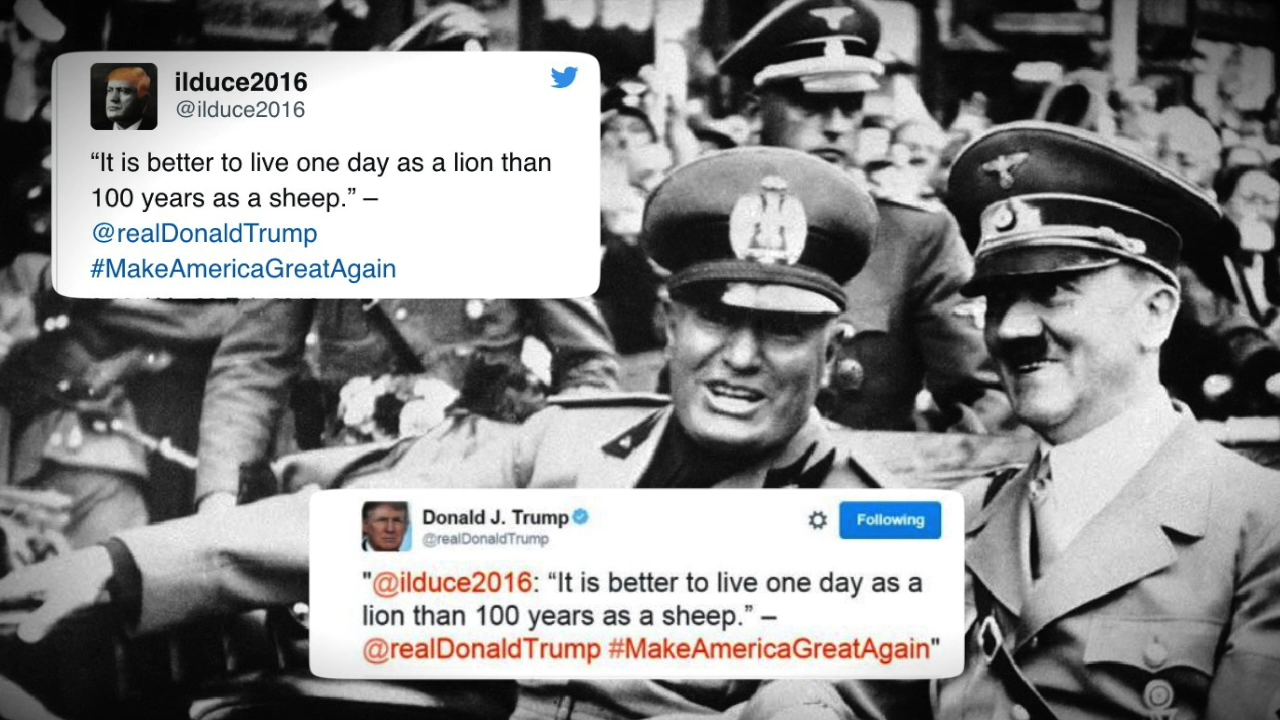 ilduce2016
@ilduce2016
“It is better to live one day as a lion than
100 years as a sheep.” –
@realDonaldTrump
#MakeAmericaGreatAgain
Donald J. Trump
@realDonaldTrump
Following
"@ilduce2016: “It is better to live one day as a
lion than 100 years as a sheep.” –
@realDonaldTrump #MakeAmericaGreatAgain"